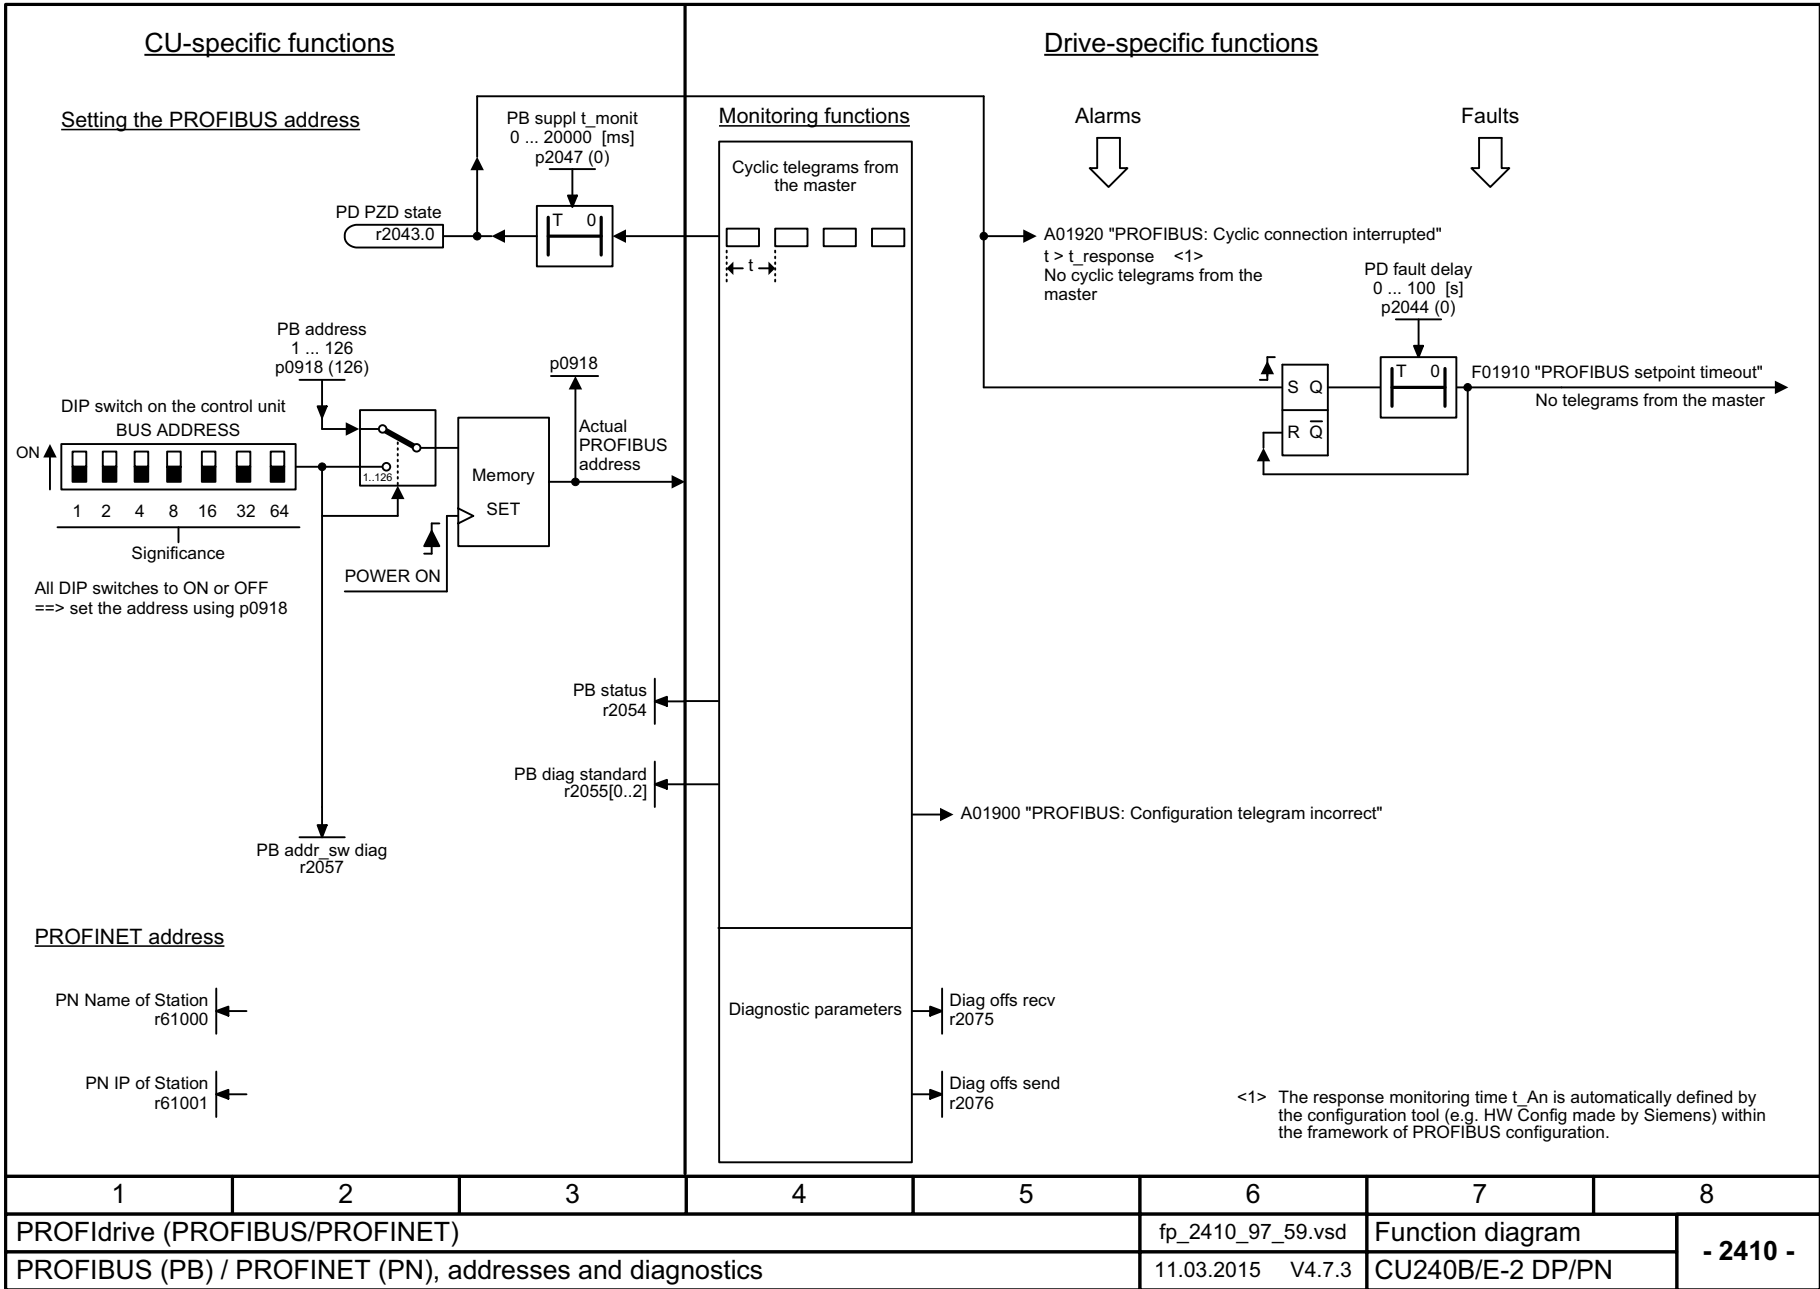 CU-specific functions
Drive-specific functions
Setting the PROFIBUS address
PB suppl t_monit
0 ... 20000 [ms]
p2047 (0)
Monitoring functions
Alarms
Faults
Cyclic telegrams from
the master
PD PZD state
r2043.0
T 0
t
A01920 "PROFIBUS: Cyclic connection interrupted"
t > t_response <1>
No cyclic telegrams from the
master
PD fault delay
0 ... 100 [s]
p2044 (0)
PB address
1 ... 126
p0918 (126)
p0918
DIP switch on the control unit
BUS ADDRESS
ON
1..126
Memory
SET
Actual
PROFIBUS
address
S Q
R Q̅
T 0
F01910 "PROFIBUS setpoint timeout"
No telegrams from the master
1 2 4 8 16 32 64
Significance
POWER ON
All DIP switches to ON or OFF
==> set the address using p0918
PB status
r2054
PB diag standard
r2055[0..2]
A01900 "PROFIBUS: Configuration telegram incorrect"
PB addr_sw diag
r2057
PROFINET address
PN Name of Station
r61000
Diagnostic parameters
Diag offs recv
r2075
PN IP of Station
r61001
Diag offs send
r2076
<1> The response monitoring time t_An is automatically defined by
the configuration tool (e.g. HW Config made by Siemens) within
the framework of PROFIBUS configuration.
1 2 3 4 5 6 7 8
PROFIdrive (PROFIBUS/PROFINET)
fp_2410_97_59.vsd
Function diagram
- 2410 -
PROFIBUS (PB) / PROFINET (PN), addresses and diagnostics
11.03.2015 V4.7.3
CU240B/E-2 DP/PN